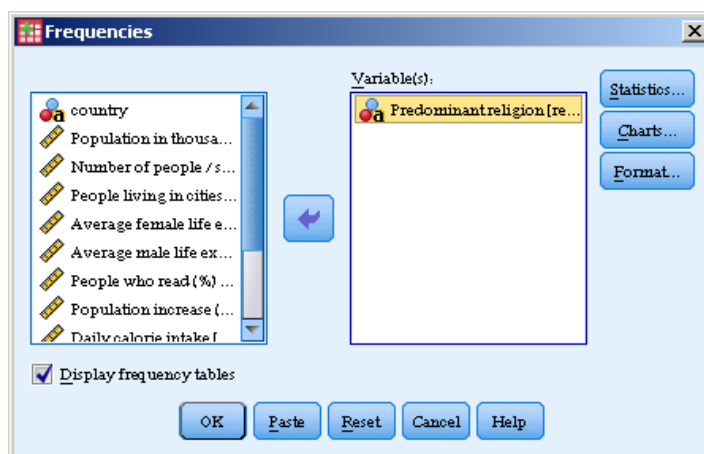 Frequencies
Variable(s):
country
Population in thousa...
Number of people / s...
People living in cities...
Average female life e...
Average male life ex...
People who read (%) ...
Population increase (...
Daily calorie intake [
Predominant religion [re...
Statistics...
Charts...
Format...
Display frequency tables
OK
Paste
Reset
Cancel
Help